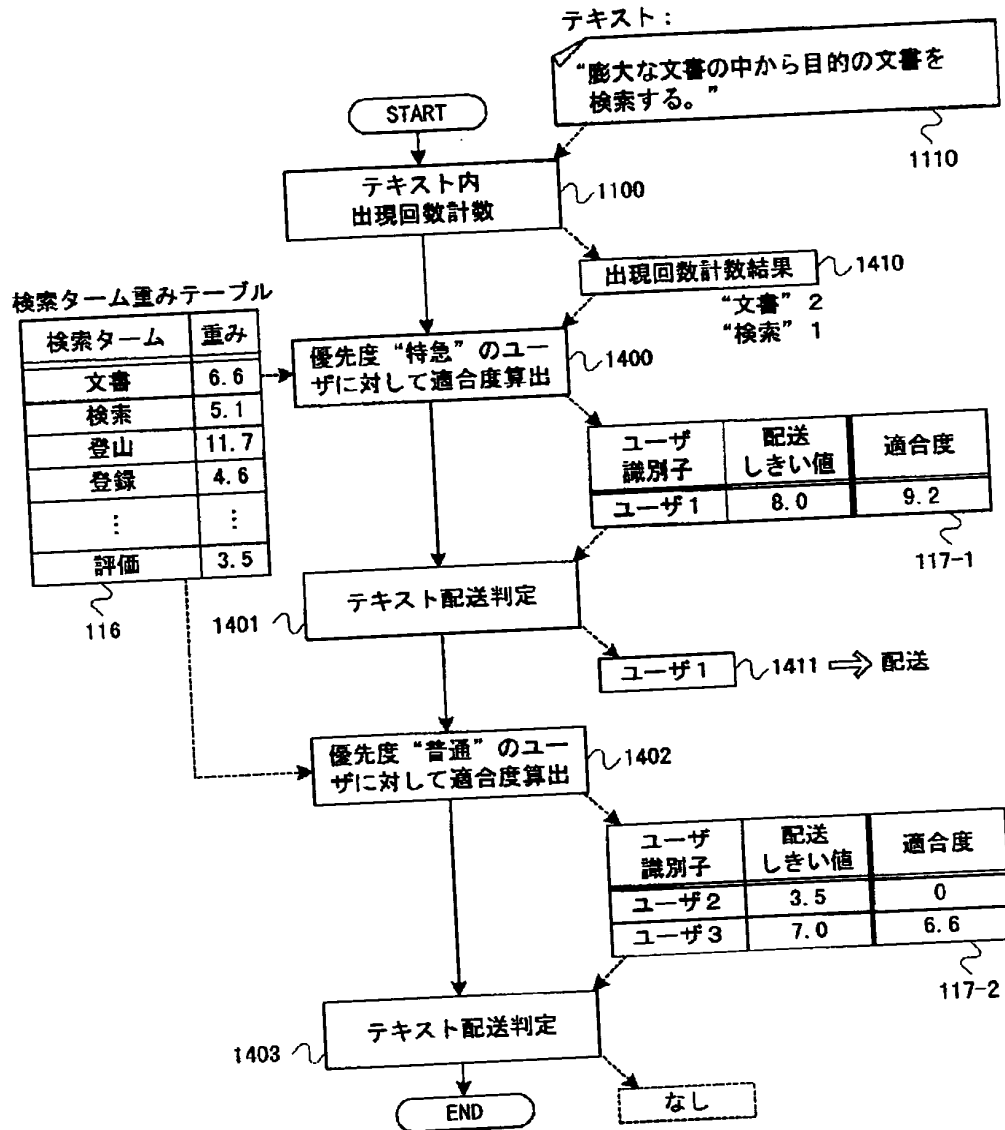 テキスト：
“膨大な文書の中から目的の文書を
検索する。”
1110
START
テキスト内
出現回数計数
1100
出現回数計数結果
1410
“文書” 2
“検索” 1
検索ターム重みテーブル
検索ターム 重み
文書 6.6
検索 5.1
登山 11.7
登録 4.6
⋮ ⋮
評価 3.5
116
優先度“特急”のユー
ザに対して適合度算出
1400
ユーザ
識別子
配送
しきい値
適合度
ユーザ1 8.0 9.2
117-1
テキスト配送判定
1401
ユーザ1
1411
配送
優先度“普通”のユー
ザに対して適合度算出
1402
ユーザ
識別子
配送
しきい値
適合度
ユーザ2 3.5 0
ユーザ3 7.0 6.6
117-2
テキスト配送判定
1403
なし
END